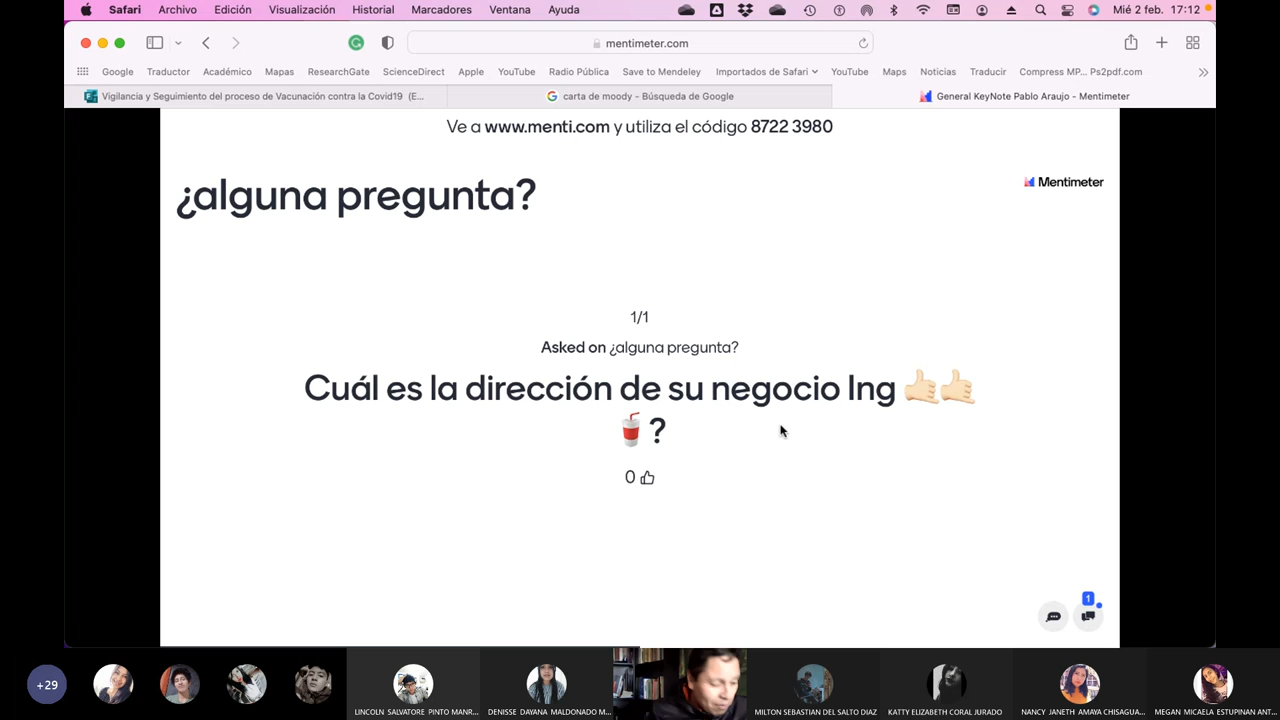 Safari Archivo Edición Visualización Historial Marcadores Ventana Ayuda Mié 2 feb. 17:12
mentimeter.com
Google Traductor Académico Mapas ResearchGate ScienceDirect Apple YouTube Radio Pública Save to Mendeley Importados de Safari YouTube Maps Noticias Traducir Compress MP... Ps2pdf.com
Vigilancia y Seguimiento del proceso de Vacunación contra la Covid19 (E... carta de moody - Búsqueda de Google General KeyNote Pablo Araujo - Mentimeter
Ve a www.menti.com y utiliza el código 8722 3980
¿alguna pregunta?
Mentimeter
1/1
Asked on ¿alguna pregunta?
Cuál es la dirección de su negocio Ing 🤙🏻🤙🏻
🥤?
0
1
+29
LINCOLN SALVATORE PINTO MANR... DENISSE DAYANA MALDONADO M... MILTON SEBASTIAN DEL SALTO DIAZ KATTY ELIZABETH CORAL JURADO NANCY JANETH AMAYA CHISAGUA... MEGAN MICAELA ESTUPINAN ANT...